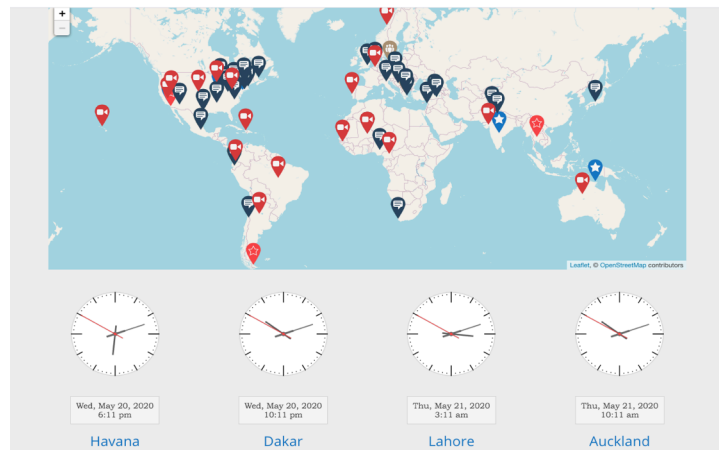 +
−
Leaflet, © OpenStreetMap contributors
Wed, May 20, 2020
6:11 pm
Havana
Wed, May 20, 2020
10:11 pm
Dakar
Thu, May 21, 2020
3:11 am
Lahore
Thu, May 21, 2020
10:11 am
Auckland